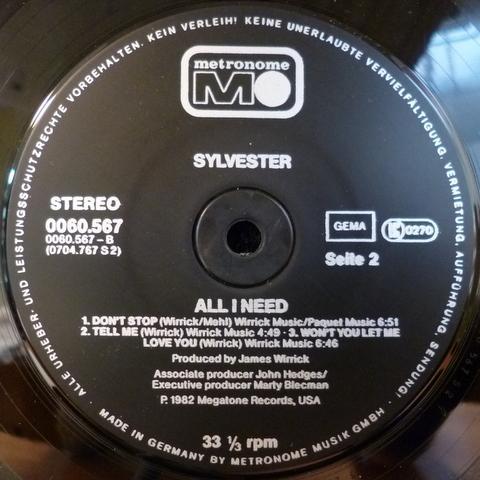 ALLE URHEBER- UND LEISTUNGSSCHUTZRECHTE VORBEHALTEN. KEIN VERLEIH! KEINE UNERLAUBTE VERVIELFÄLTIGUNG, VERMIETUNG, AUFFÜHRUNG, SENDUNG!
metronome
M
SYLVESTER
STEREO
0060.567
0060.567 – B
(0704.767 S 2)
GEMA
K 0270
Seite 2
ALL I NEED
1. DON'T STOP (Wirrick/Mehl) Wirrick Music/Paquet Music 6:51
2. TELL ME (Wirrick) Wirrick Music 4:49 · 3. WON'T YOU LET ME
LOVE YOU (Wirrick) Wirrick Music 6:46
Produced by James Wirrick
Associate producer John Hedges/
Executive producer Marty Blecman
P. 1982 Megatone Records, USA
33 ⅓ rpm
· MADE IN GERMANY BY METRONOME MUSIK GMBH ·